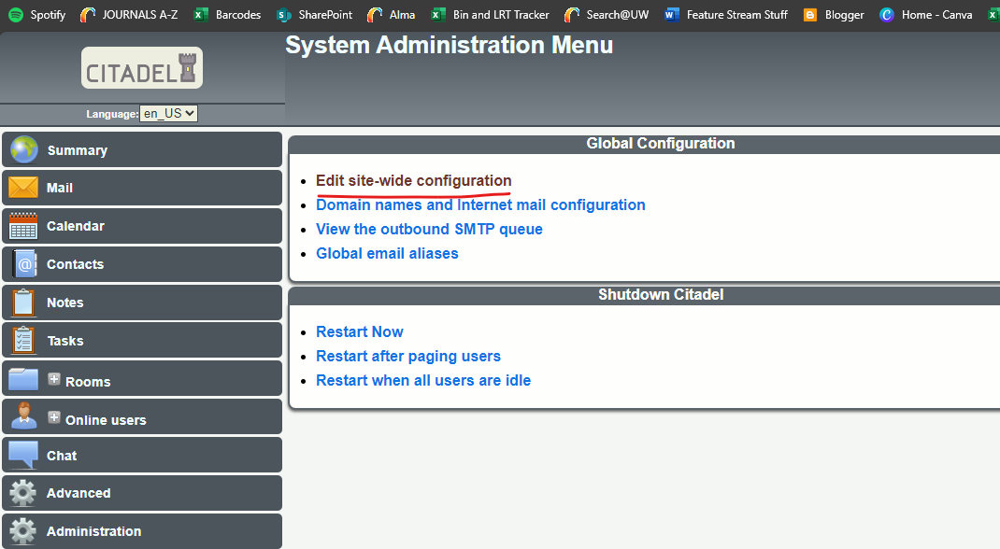 Spotify JOURNALS A-Z Barcodes SharePoint Alma Bin and LRT Tracker Search@UW Feature Stream Stuff Blogger Home - Canva
System Administration Menu
CITADEL
Language: en_US
Summary
Mail
Calendar
Contacts
Notes
Tasks
Rooms
Online users
Chat
Advanced
Administration
Global Configuration
Edit site-wide configuration
Domain names and Internet mail configuration
View the outbound SMTP queue
Global email aliases
Shutdown Citadel
Restart Now
Restart after paging users
Restart when all users are idle